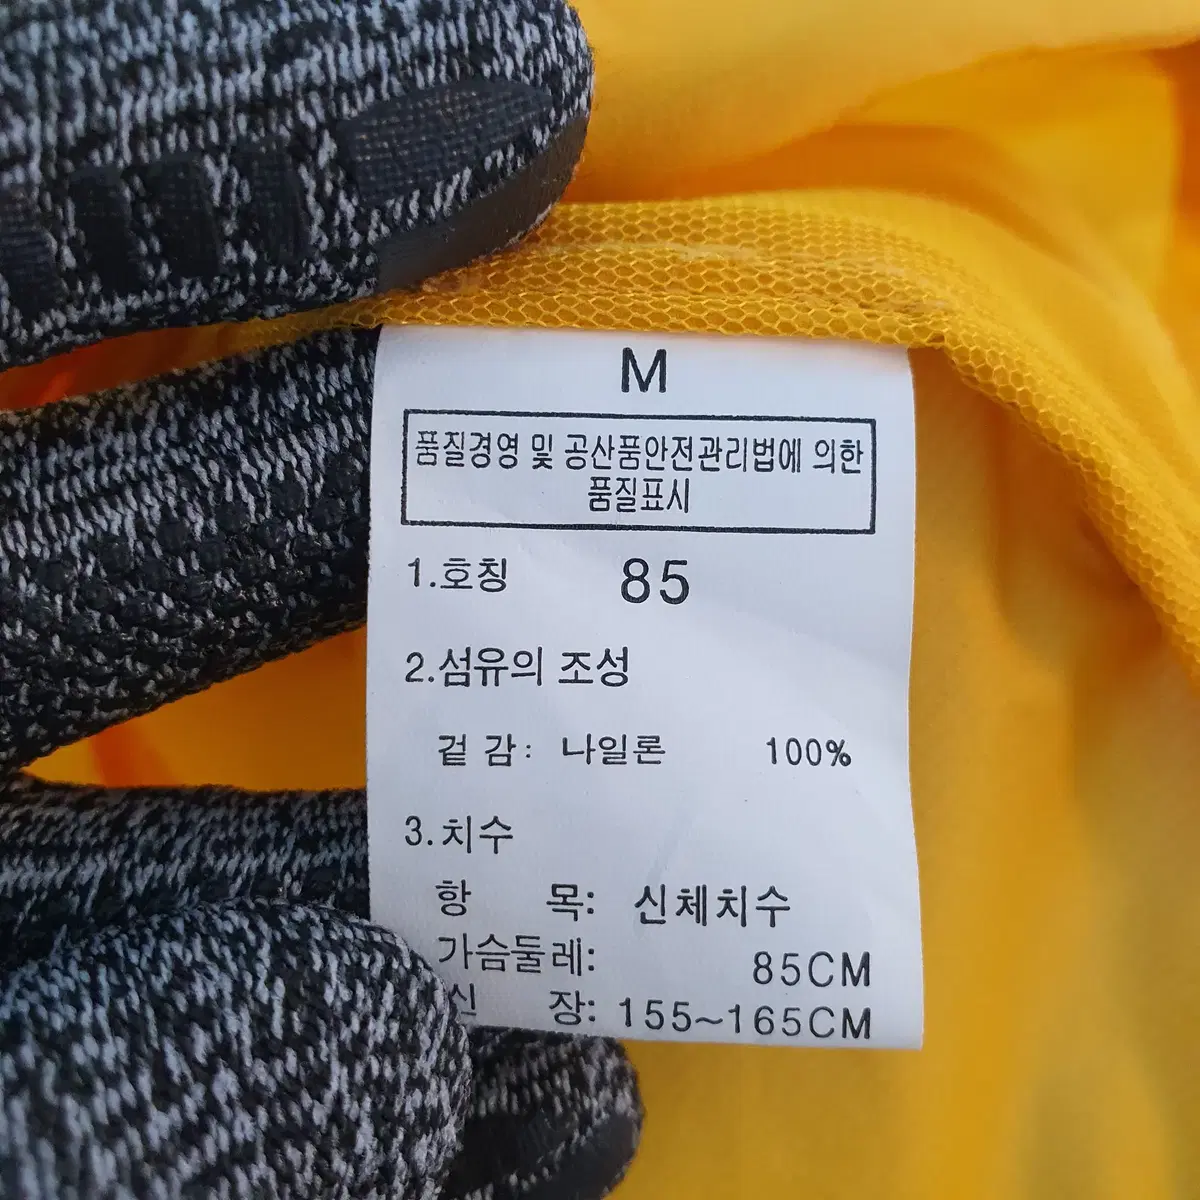 M
품질경영 및 공산품안전관리법에 의한
품질표시
1.호칭 85
2.섬유의 조성
겉 감: 나일론 100%
3.치수
항 목: 신체치수
가슴둘레: 85CM
신 장: 155~165CM